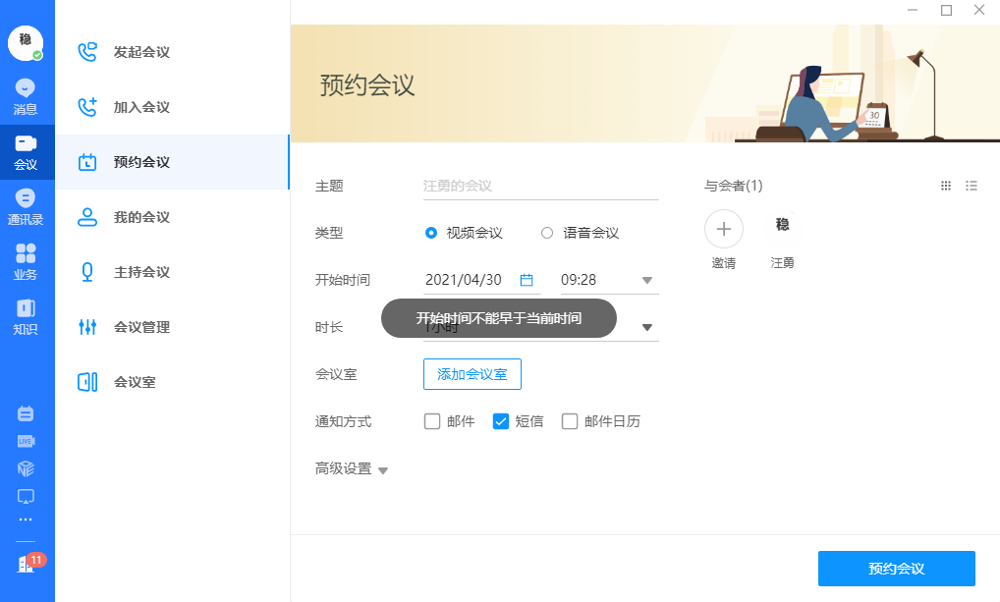 稳
消息
会议
通讯录
业务
知识
LIVE
11
发起会议
加入会议
预约会议
我的会议
主持会议
会议管理
会议室
预约会议
30
主题 汪勇的会议
类型 视频会议 语音会议
开始时间 2021/04/30 09:28
开始时间不能早于当前时间
时长 1小时
会议室 添加会议室
通知方式 邮件 短信 邮件日历
高级设置
与会者(1)
稳
邀请 汪勇
预约会议